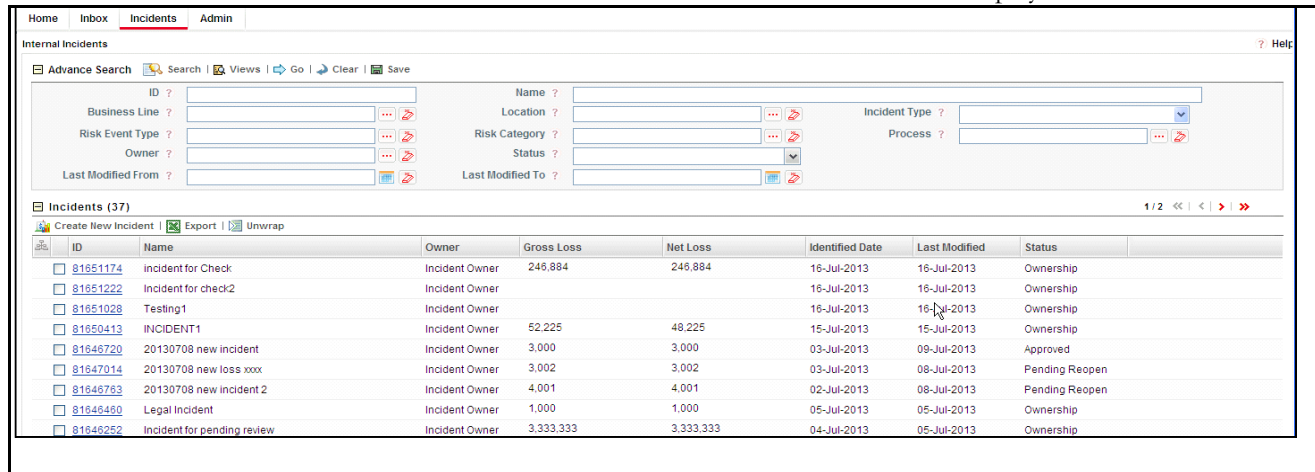 Home Inbox Incidents Admin
Internal Incidents ? Help
Advance Search Search | Views | Go | Clear | Save
ID ? Name ?
Business Line ? Location ? Incident Type ?
Risk Event Type ? Risk Category ? Process ?
Owner ? Status ?
Last Modified From ? Last Modified To ?
Incidents (37) 1 / 2
Create New Incident | Export | Unwrap
ID Name Owner Gross Loss Net Loss Identified Date Last Modified Status
81651174 incident for Check Incident Owner 246,884 246,884 16-Jul-2013 16-Jul-2013 Ownership
81651222 Incident for check2 Incident Owner 16-Jul-2013 16-Jul-2013 Ownership
81651028 Testing1 Incident Owner 16-Jul-2013 16-Jul-2013 Ownership
81650413 INCIDENT1 Incident Owner 52,225 48,225 15-Jul-2013 15-Jul-2013 Ownership
81646720 20130708 new incident Incident Owner 3,000 3,000 03-Jul-2013 09-Jul-2013 Approved
81647014 20130708 new loss xxxx Incident Owner 3,002 3,002 03-Jul-2013 08-Jul-2013 Pending Reopen
81646763 20130708 new incident 2 Incident Owner 4,001 4,001 02-Jul-2013 08-Jul-2013 Pending Reopen
81646460 Legal Incident Incident Owner 1,000 1,000 05-Jul-2013 05-Jul-2013 Ownership
81646252 Incident for pending review Incident Owner 3,333,333 3,333,333 04-Jul-2013 05-Jul-2013 Ownership